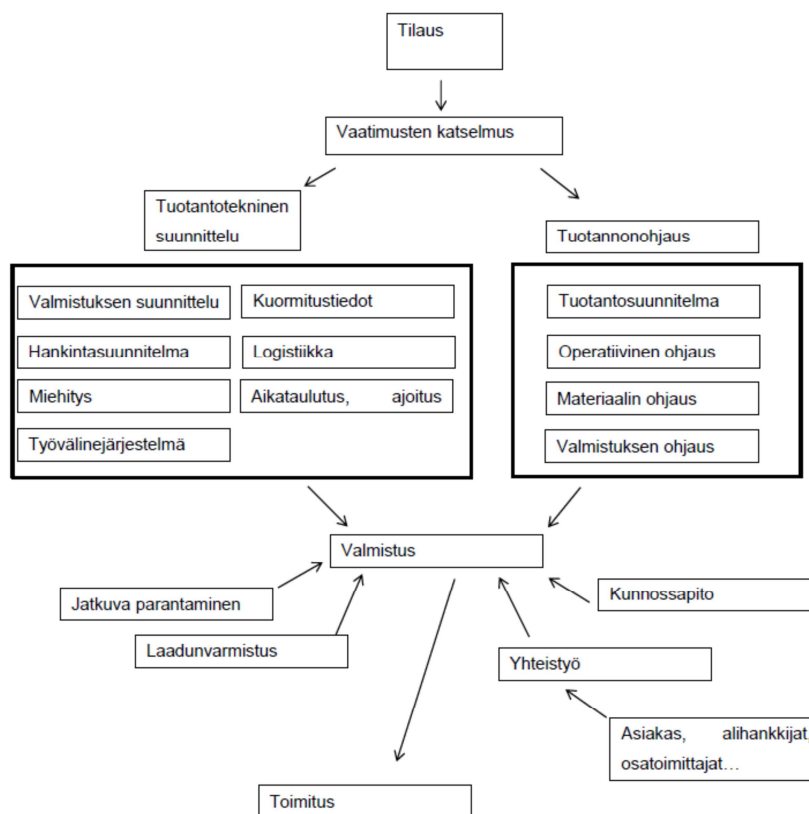 Tilaus
Vaatimusten katselmus
Tuotantotekninen
suunnittelu
Tuotannonohjaus
Valmistuksen suunnittelu
Kuormitustiedot
Hankintasuunnitelma
Logistiikka
Miehitys
Aikataulutus, ajoitus
Työvälinejärjestelmä
Tuotantosuunnitelma
Operatiivinen ohjaus
Materiaalin ohjaus
Valmistuksen ohjaus
Valmistus
Jatkuva parantaminen
Laadunvarmistus
Kunnossapito
Yhteistyö
Asiakas, alihankkijat,
osatoimittajat…
Toimitus